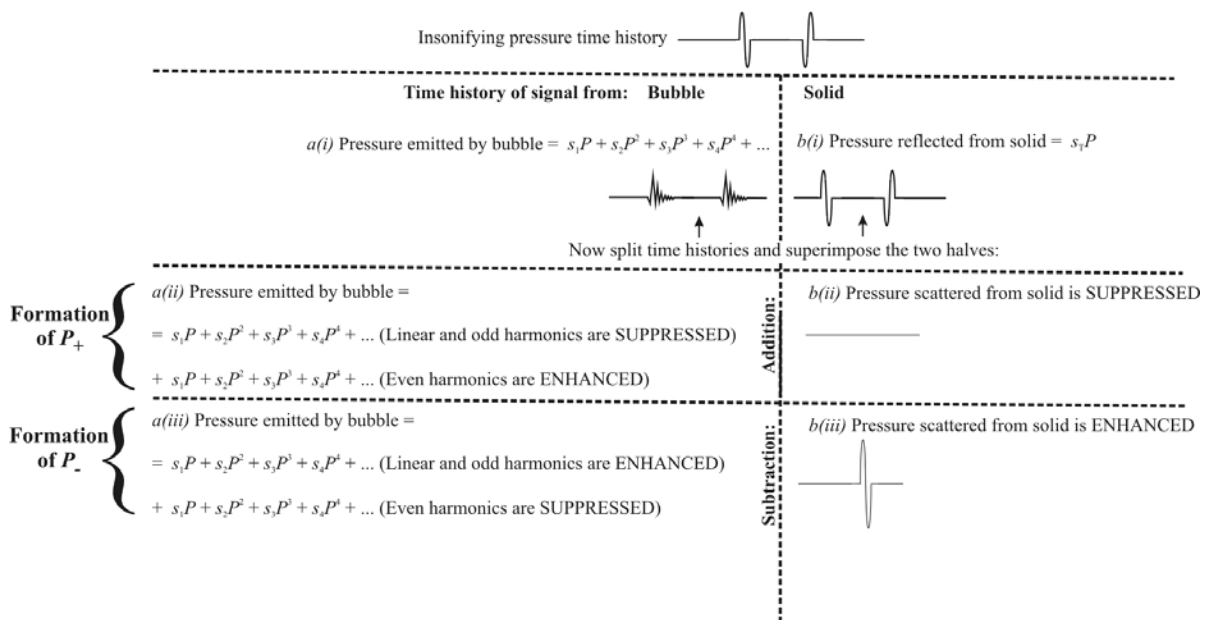 Insonifying pressure time history
Time history of signal from: Bubble
Solid
a(i) Pressure emitted by bubble = s₁P + s₂P² + s₃P³ + s₄P⁴ + ...
b(i) Pressure reflected from solid = sₜP
Now split time histories and superimpose the two halves:
Formation
of P₊
a(ii) Pressure emitted by bubble =
= s₁P + s₂P² + s₃P³ + s₄P⁴ + ... (Linear and odd harmonics are SUPPRESSED)
+ s₁P + s₂P² + s₃P³ + s₄P⁴ + ... (Even harmonics are ENHANCED)
Addition:
b(ii) Pressure scattered from solid is SUPPRESSED
Formation
of P₋
a(iii) Pressure emitted by bubble =
= s₁P + s₂P² + s₃P³ + s₄P⁴ + ... (Linear and odd harmonics are ENHANCED)
+ s₁P + s₂P² + s₃P³ + s₄P⁴ + ... (Even harmonics are SUPPRESSED)
Subtraction:
b(iii) Pressure scattered from solid is ENHANCED